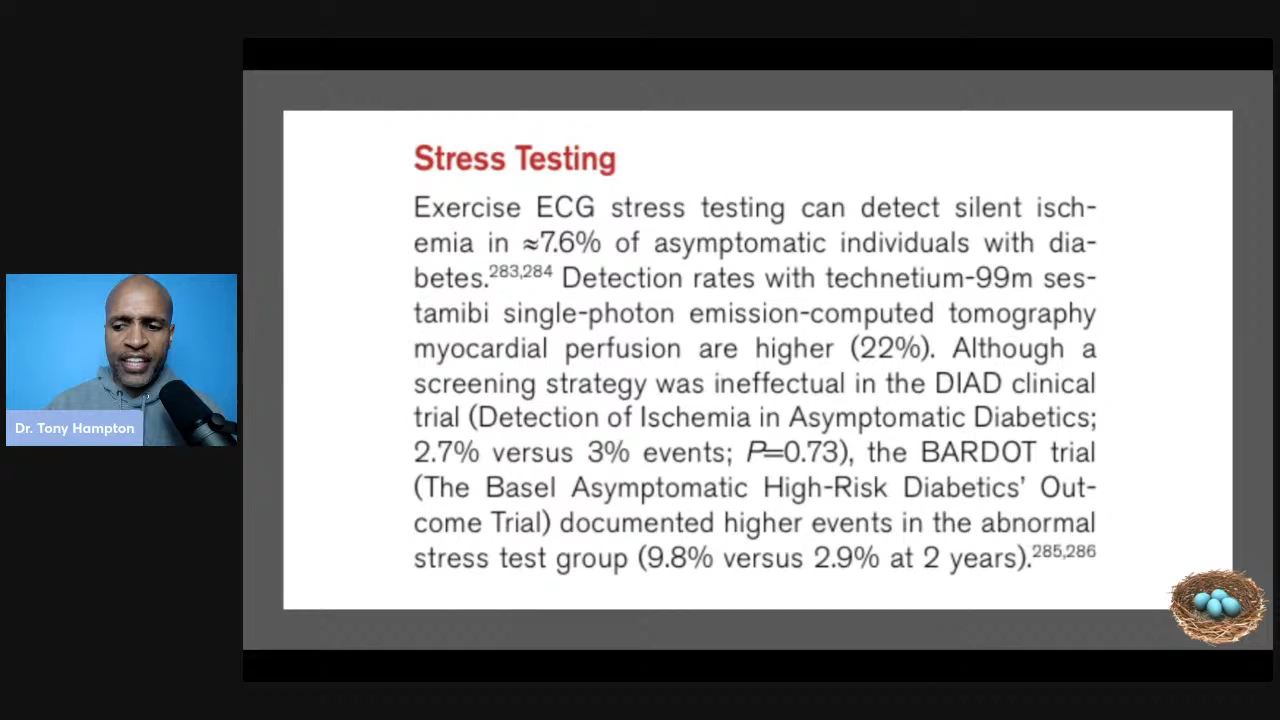 Stress Testing
Exercise ECG stress testing can detect silent isch-
emia in ≈7.6% of asymptomatic individuals with dia-
betes.283,284 Detection rates with technetium-99m ses-
tamibi single-photon emission-computed tomography
myocardial perfusion are higher (22%). Although a
screening strategy was ineffectual in the DIAD clinical
trial (Detection of Ischemia in Asymptomatic Diabetics;
2.7% versus 3% events; P=0.73), the BARDOT trial
(The Basel Asymptomatic High-Risk Diabetics’ Out-
come Trial) documented higher events in the abnormal
stress test group (9.8% versus 2.9% at 2 years).285,286
Dr. Tony Hampton